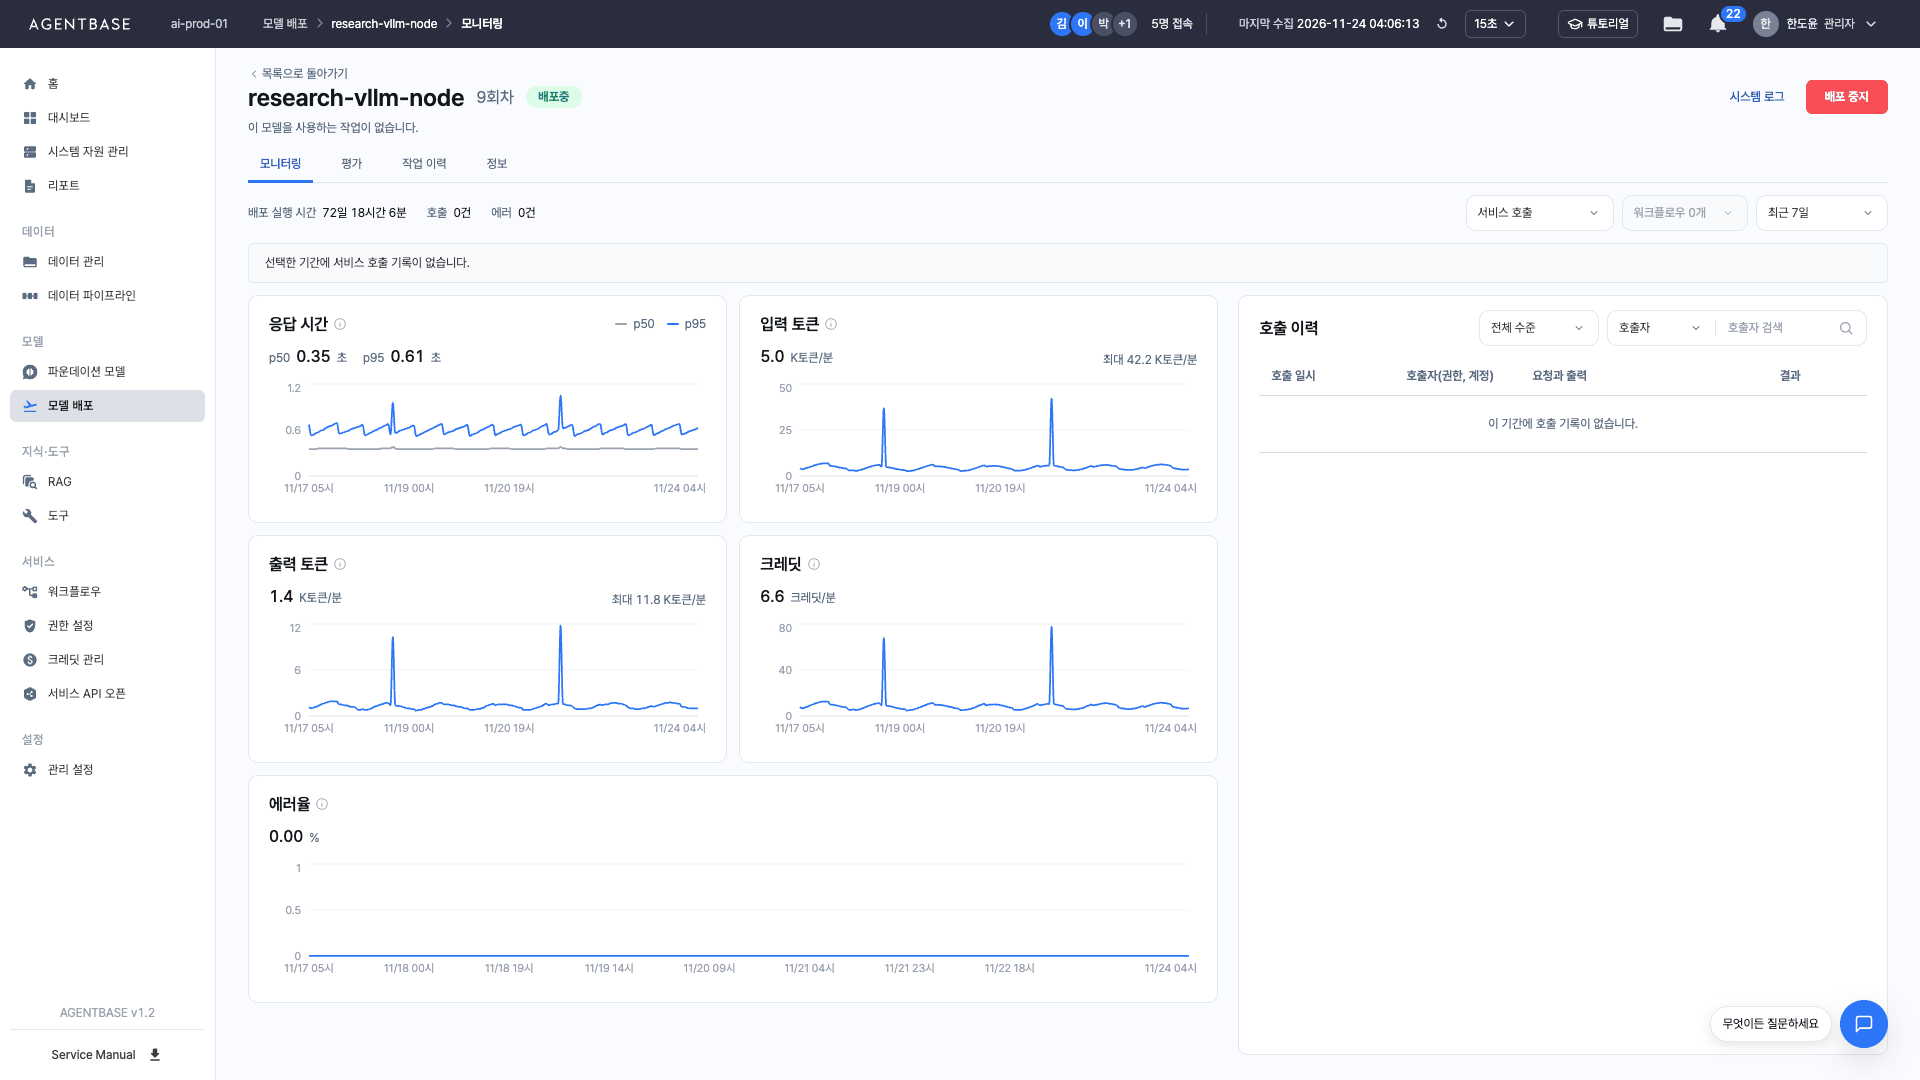 AGENTBASE
ai-prod-01
모델 배포 > research-vllm-node > 모니터링
김 이 박 +1 5명 접속
마지막 수집 2026-11-24 04:06:13
15초
튜토리얼
22
한 한도윤 관리자
홈
대시보드
시스템 자원 관리
리포트
데이터
데이터 관리
데이터 파이프라인
모델
파운데이션 모델
모델 배포
지식·도구
RAG
도구
서비스
워크플로우
권한 설정
크레딧 관리
서비스 API 오픈
설정
관리 설정
AGENTBASE v1.2
Service Manual
목록으로 돌아가기
research-vllm-node 9회차 배포중
이 모델을 사용하는 작업이 없습니다.
시스템 로그
배포 중지
모니터링 평가 작업 이력 정보
배포 실행 시간 72일 18시간 6분 호출 0건 에러 0건
서비스 호출
워크플로우 0개
최근 7일
선택한 기간에 서비스 호출 기록이 없습니다.
응답 시간
p50 p95
p50 0.35 초 p95 0.61 초
1.2
0.6
0
11/17 05시 11/19 00시 11/20 19시 11/24 04시
입력 토큰
5.0 K토큰/분
최대 42.2 K토큰/분
50
25
0
11/17 05시 11/19 00시 11/20 19시 11/24 04시
출력 토큰
1.4 K토큰/분
최대 11.8 K토큰/분
12
6
0
11/17 05시 11/19 00시 11/20 19시 11/24 04시
크레딧
6.6 크레딧/분
80
40
0
11/17 05시 11/19 00시 11/20 19시 11/24 04시
에러율
0.00 %
1
0.5
0
11/17 05시 11/18 00시 11/18 19시 11/19 14시 11/20 09시 11/21 04시 11/21 23시 11/22 18시 11/24 04시
호출 이력
전체 수준
호출자
호출자 검색
호출 일시 호출자(권한, 계정) 요청과 출력 결과
이 기간에 호출 기록이 없습니다.
무엇이든 질문하세요